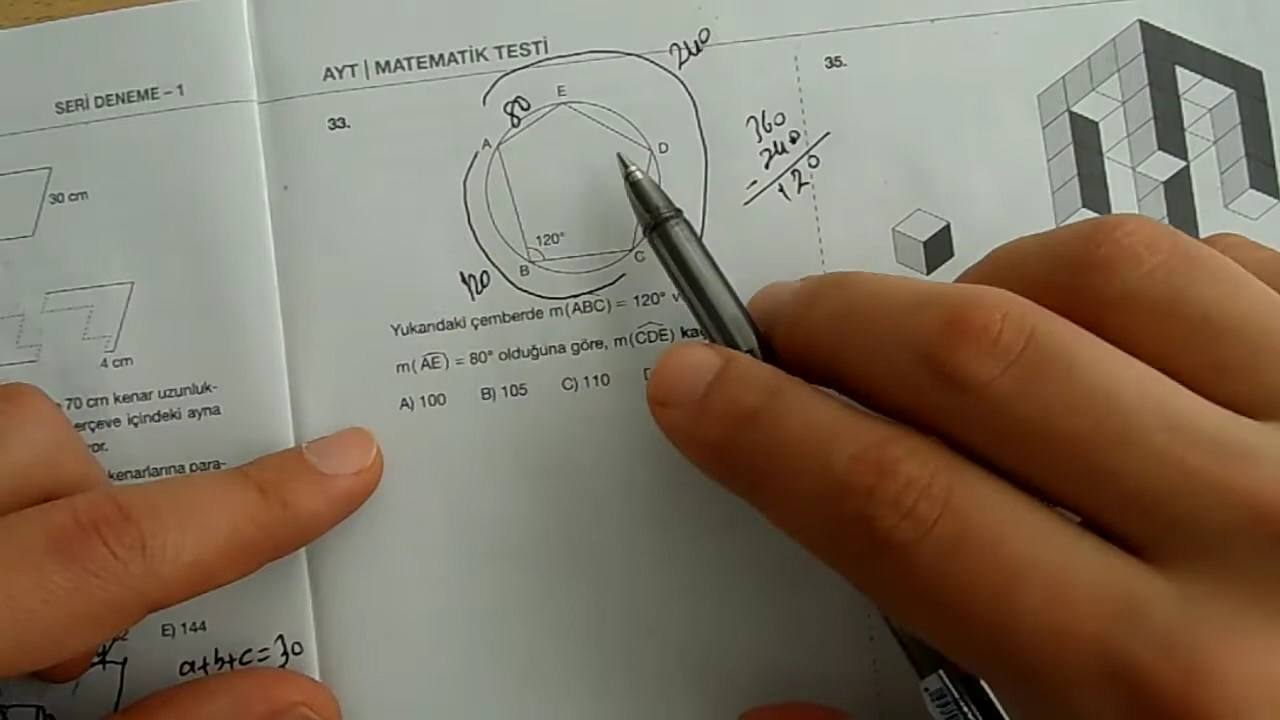 SERİ DENEME – 1
30 cm
4 cm
70 cm kenar uzunluk-
erçeve içindeki ayna
kenarlarına para-
E) 144
a+b+c=30
AYT | MATEMATİK TESTİ
33.
240
80
E
A
D
120°
B
C
120
Yukarıdaki çemberde m(ABC) = 120° v
m(AE) = 80° olduğuna göre, m(CDE)
A) 100 B) 105 C) 110
360
240
- 120
35.